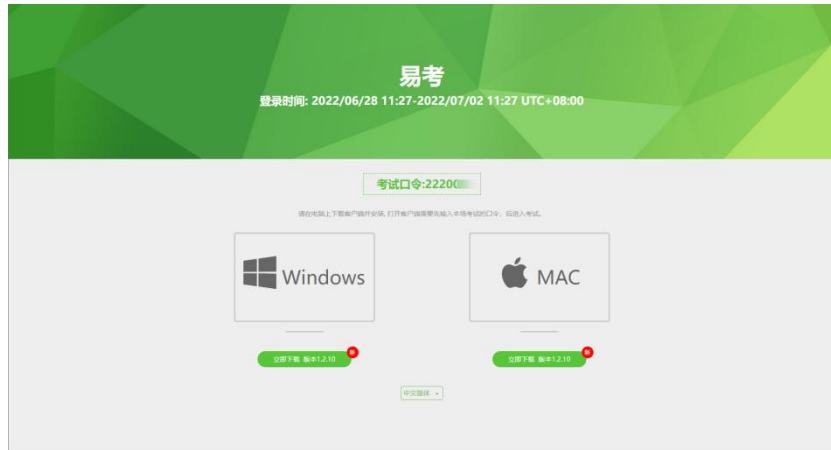 易考
登录时间: 2022/06/28 11:27-2022/07/02 11:27 UTC+08:00
考试口令:22200
请在电脑上下载客户端并安装, 打开客户端需要先输入本场考试的口令, 后进入考试。
Windows
MAC
立即下载 版本1.2.10
立即下载 版本1.2.10
中文简体